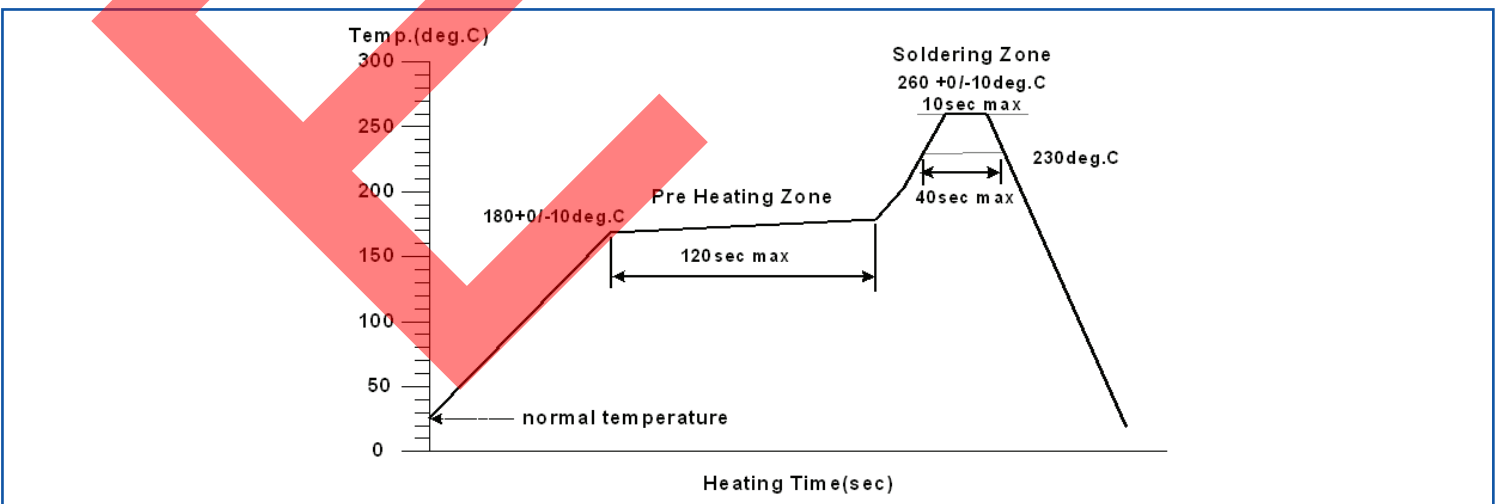 Temp.(deg.C)
300
250
200
150
100
50
0
Soldering Zone
260 +0/-10deg.C
10sec max
230deg.C
40sec max
Pre Heating Zone
180+0/-10deg.C
120sec max
normal temperature
Heating Time(sec)